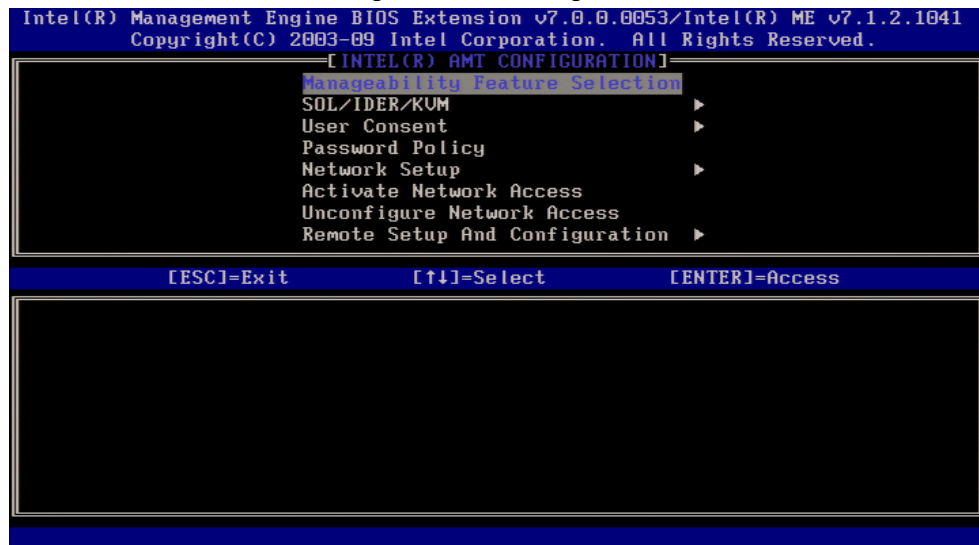 Intel(R) Management Engine BIOS Extension v7.0.0.0053/Intel(R) ME v7.1.2.1041
Copyright(C) 2003-09 Intel Corporation. All Rights Reserved.
[INTEL(R) AMT CONFIGURATION]
Manageability Feature Selection
SOL/IDER/KVM ►
User Consent ►
Password Policy
Network Setup ►
Activate Network Access
Unconfigure Network Access
Remote Setup And Configuration ►
[ESC]=Exit [↑↓]=Select [ENTER]=Access